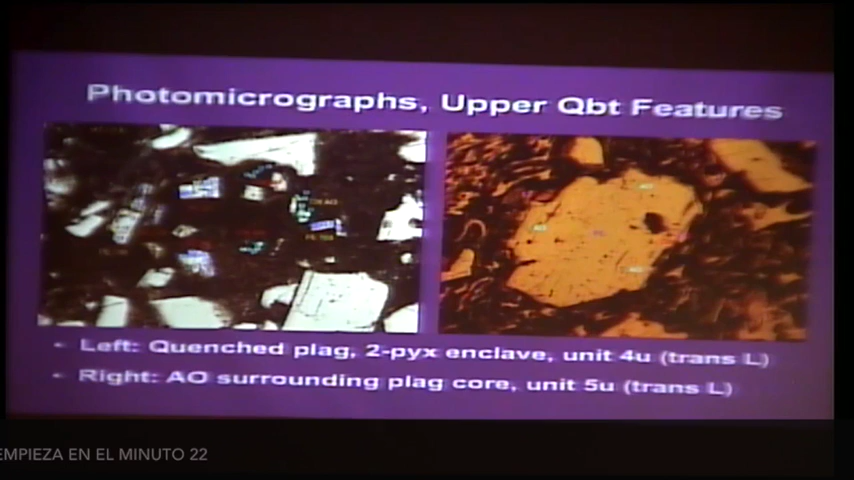 Photomicrographs, Upper Qbt Features
- Left: Quenched plag, 2-pyx enclave, unit 4u (trans L)
- Right: AO surrounding plag core, unit 5u (trans L)
EMPIEZA EN EL MINUTO 22